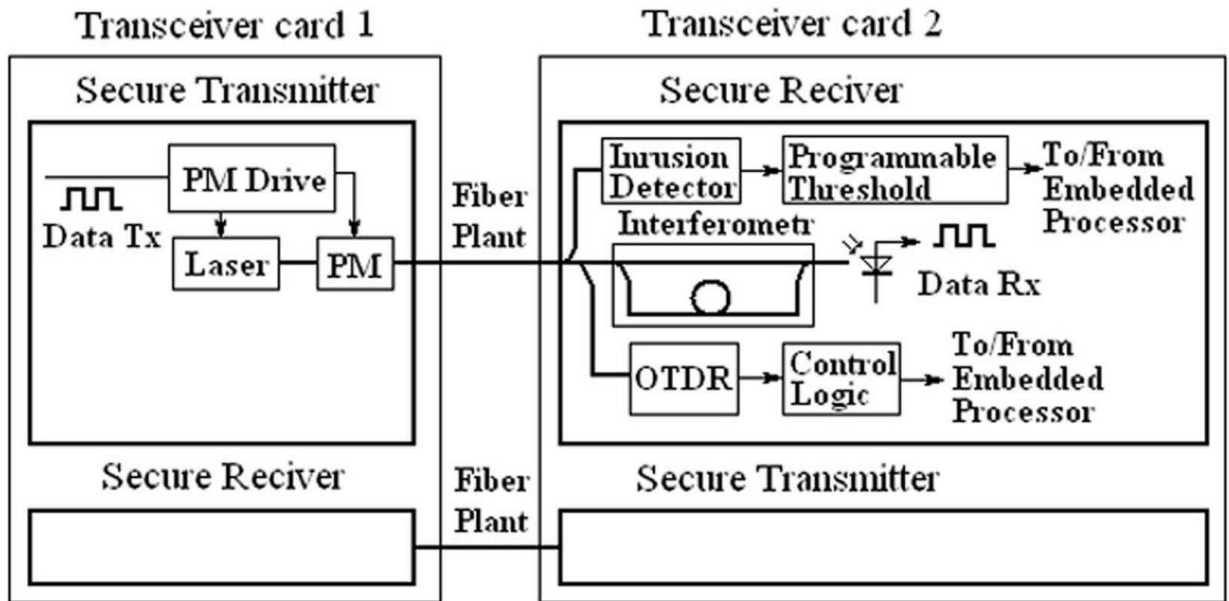 Transceiver card 1
Transceiver card 2
Secure Transmitter
Secure Reciver
PM Drive
Data Tx
Laser
PM
Fiber
Plant
Inrusion
Detector
Programmable
Threshold
To/From
Embedded
Processor
Interferometr
Data Rx
OTDR
Control
Logic
To/From
Embedded
Processor
Secure Reciver
Fiber
Plant
Secure Transmitter